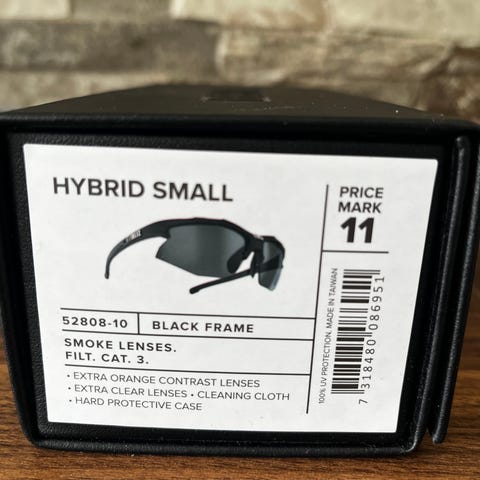 HYBRID SMALL
PRICE
MARK
11
52808-10 BLACK FRAME
SMOKE LENSES.
FILT. CAT. 3.
• EXTRA ORANGE CONTRAST LENSES
• EXTRA CLEAR LENSES • CLEANING CLOTH
• HARD PROTECTIVE CASE
100% UV PROTECTION. MADE IN TAIWAN
7 318480 086951